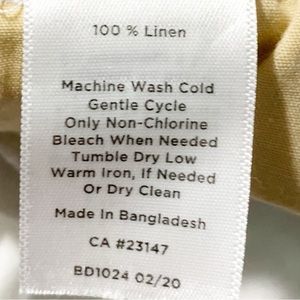 100 % Linen
Machine Wash Cold
Gentle Cycle
Only Non-Chlorine
Bleach When Needed
Tumble Dry Low
Warm Iron, If Needed
Or Dry Clean
Made In Bangladesh
CA #23147
BD1024 02/20